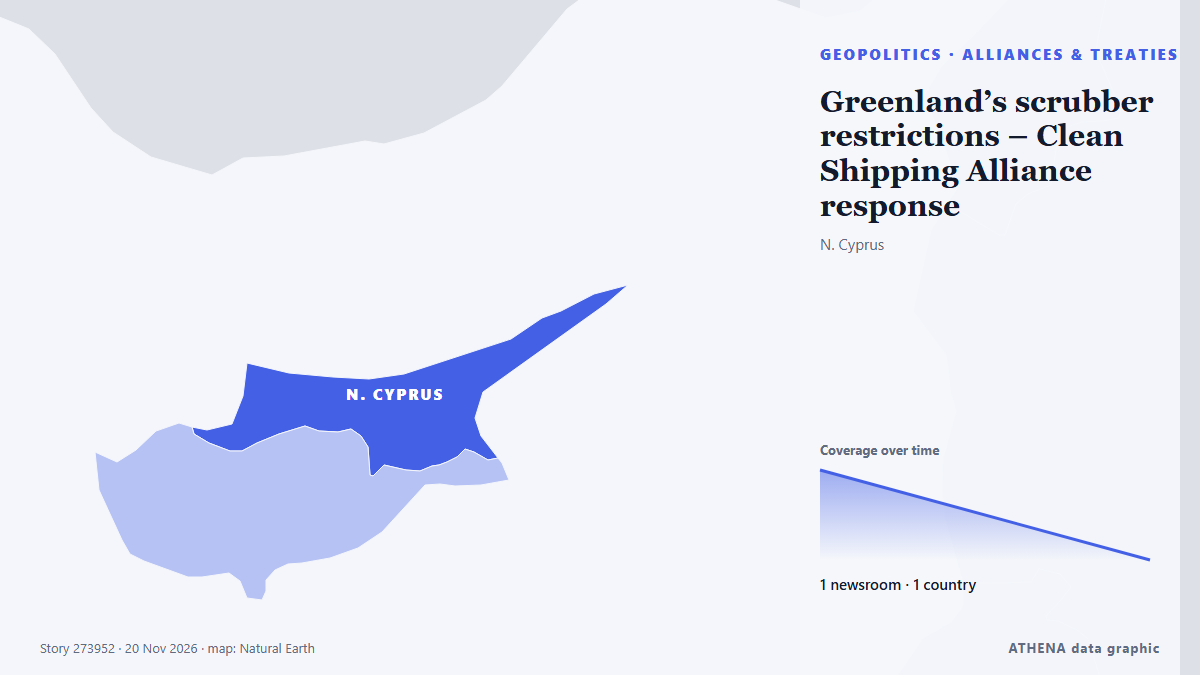 GEOPOLITICS · ALLIANCES & TREATIES
Greenland’s scrubber
restrictions — Clean
Shipping Alliance
response
N. Cyprus
N. CYPRUS
Coverage over time
1 newsroom · 1 country
Story 273952 · 20 Nov 2026 · map: Natural Earth
ATHENA data graphic